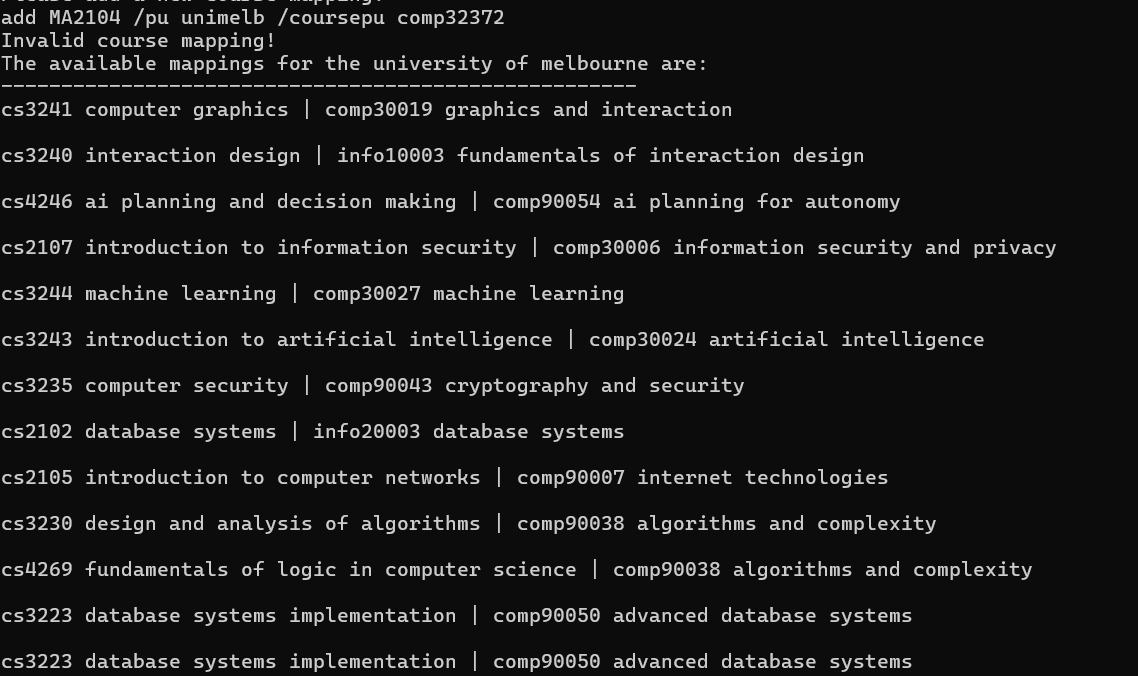 Please add a new course mapping!
add MA2104 /pu unimelb /coursepu comp32372
Invalid course mapping!
The available mappings for the university of melbourne are:
-----------------------------------------------------
cs3241 computer graphics | comp30019 graphics and interaction
cs3240 interaction design | info10003 fundamentals of interaction design
cs4246 ai planning and decision making | comp90054 ai planning for autonomy
cs2107 introduction to information security | comp30006 information security and privacy
cs3244 machine learning | comp30027 machine learning
cs3243 introduction to artificial intelligence | comp30024 artificial intelligence
cs3235 computer security | comp90043 cryptography and security
cs2102 database systems | info20003 database systems
cs2105 introduction to computer networks | comp90007 internet technologies
cs3230 design and analysis of algorithms | comp90038 algorithms and complexity
cs4269 fundamentals of logic in computer science | comp90038 algorithms and complexity
cs3223 database systems implementation | comp90050 advanced database systems
cs3223 database systems implementation | comp90050 advanced database systems